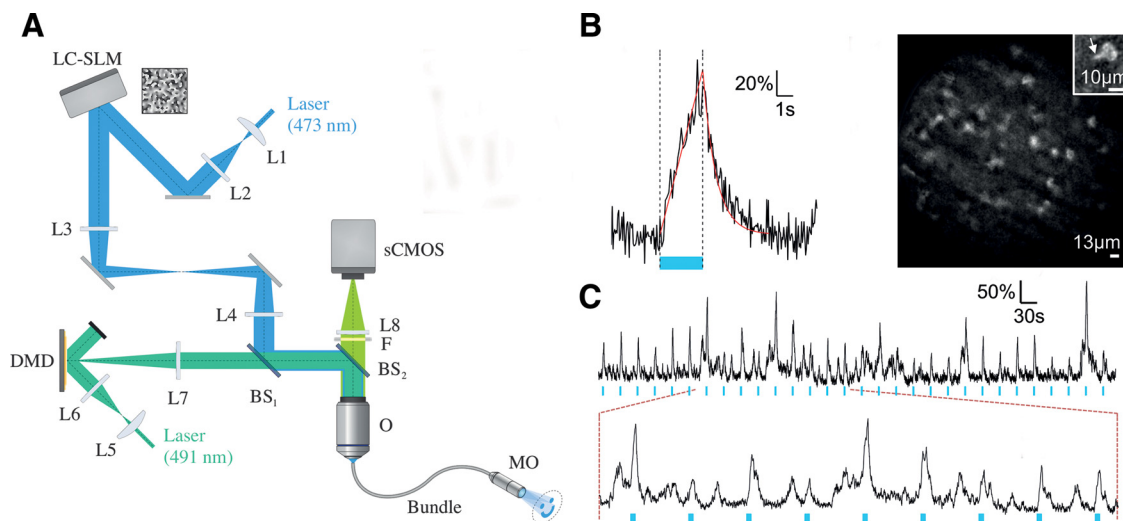 A
LC-SLM
Laser
(473 nm)
L1
L2
L3
sCMOS
L4
L8
F
DMD
BS₂
L7
BS₁
L6
O
L5
Laser
(491 nm)
MO
Bundle
B
20%
1s
10µm
13µm
C
50%
30s